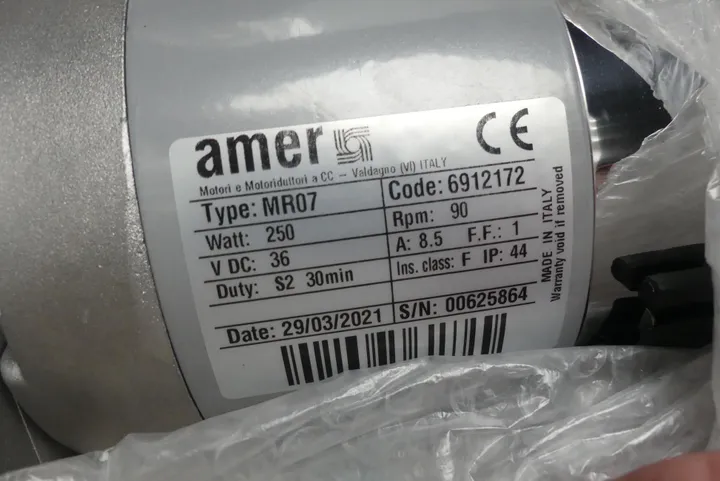 amer
CE
Motori e Motoriduttori a CC – Valdagno (VI) ITALY
Type: MR07 Code: 6912172
Watt: 250 Rpm: 90
V DC: 36 A: 8.5 F.F.: 1
Duty: S2 30min Ins. class: F IP: 44
Date: 29/03/2021 S/N: 00625864
MADE IN ITALY
Warranty void if removed